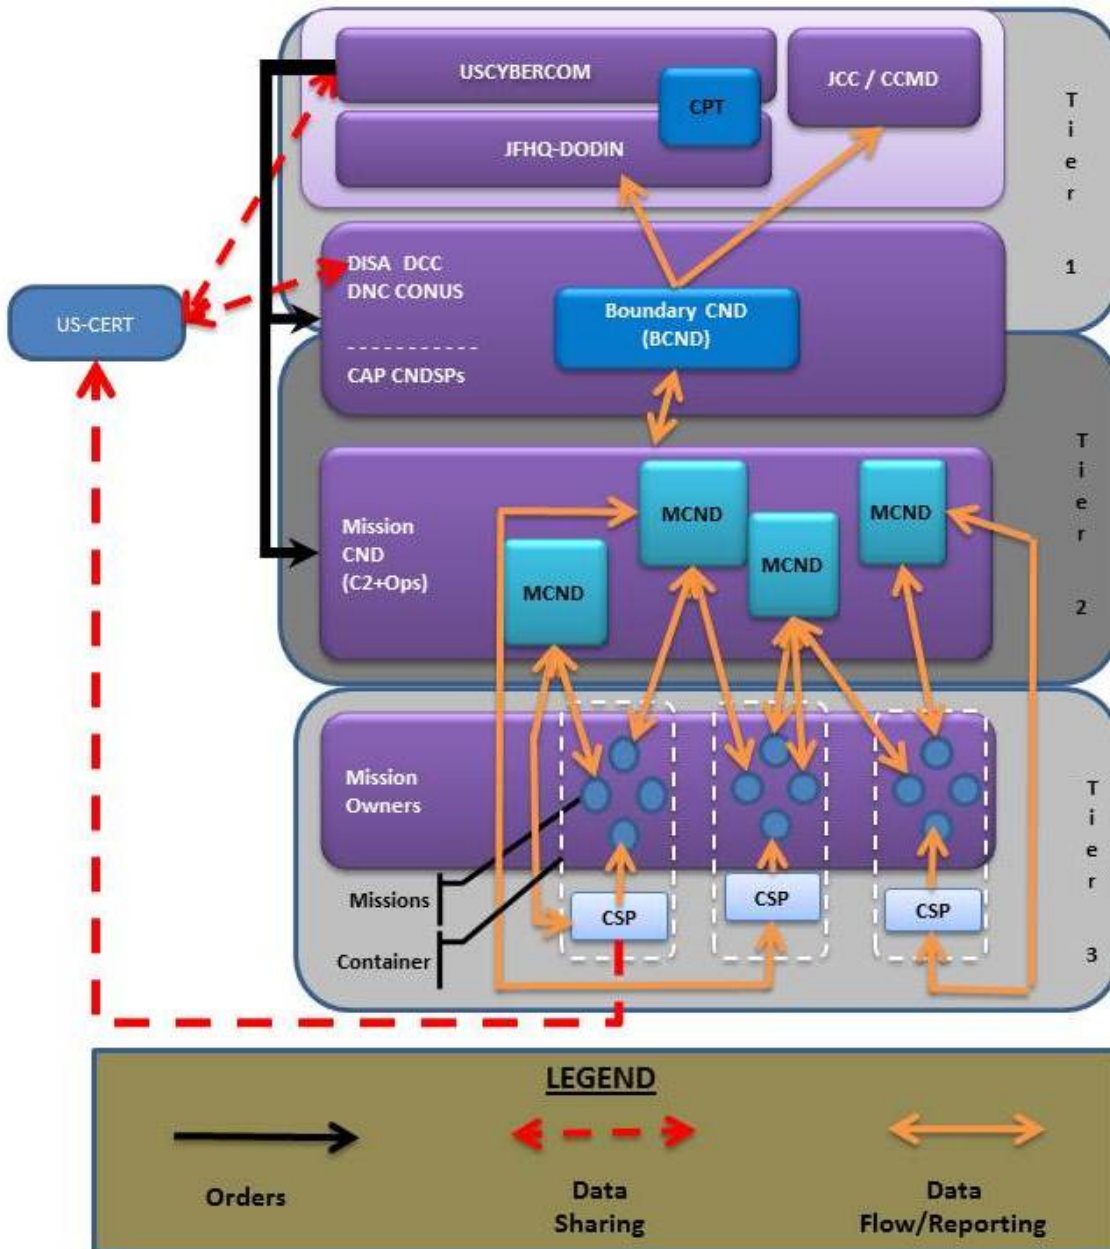 USCYBERCOM
CPT
JCC / CCMD
JFHQ-DODIN
T
i
e
r
1
DISA DCC
DNC CONUS
- - - - - - - - - - -
CAP CNDSPs
Boundary CND
(BCND)
US-CERT
Mission
CND
(C2+Ops)
MCND
MCND
MCND
MCND
T
i
e
r
2
Mission
Owners
Missions
Container
CSP
CSP
CSP
T
i
e
r
3
LEGEND
Orders
Data
Sharing
Data
Flow/Reporting